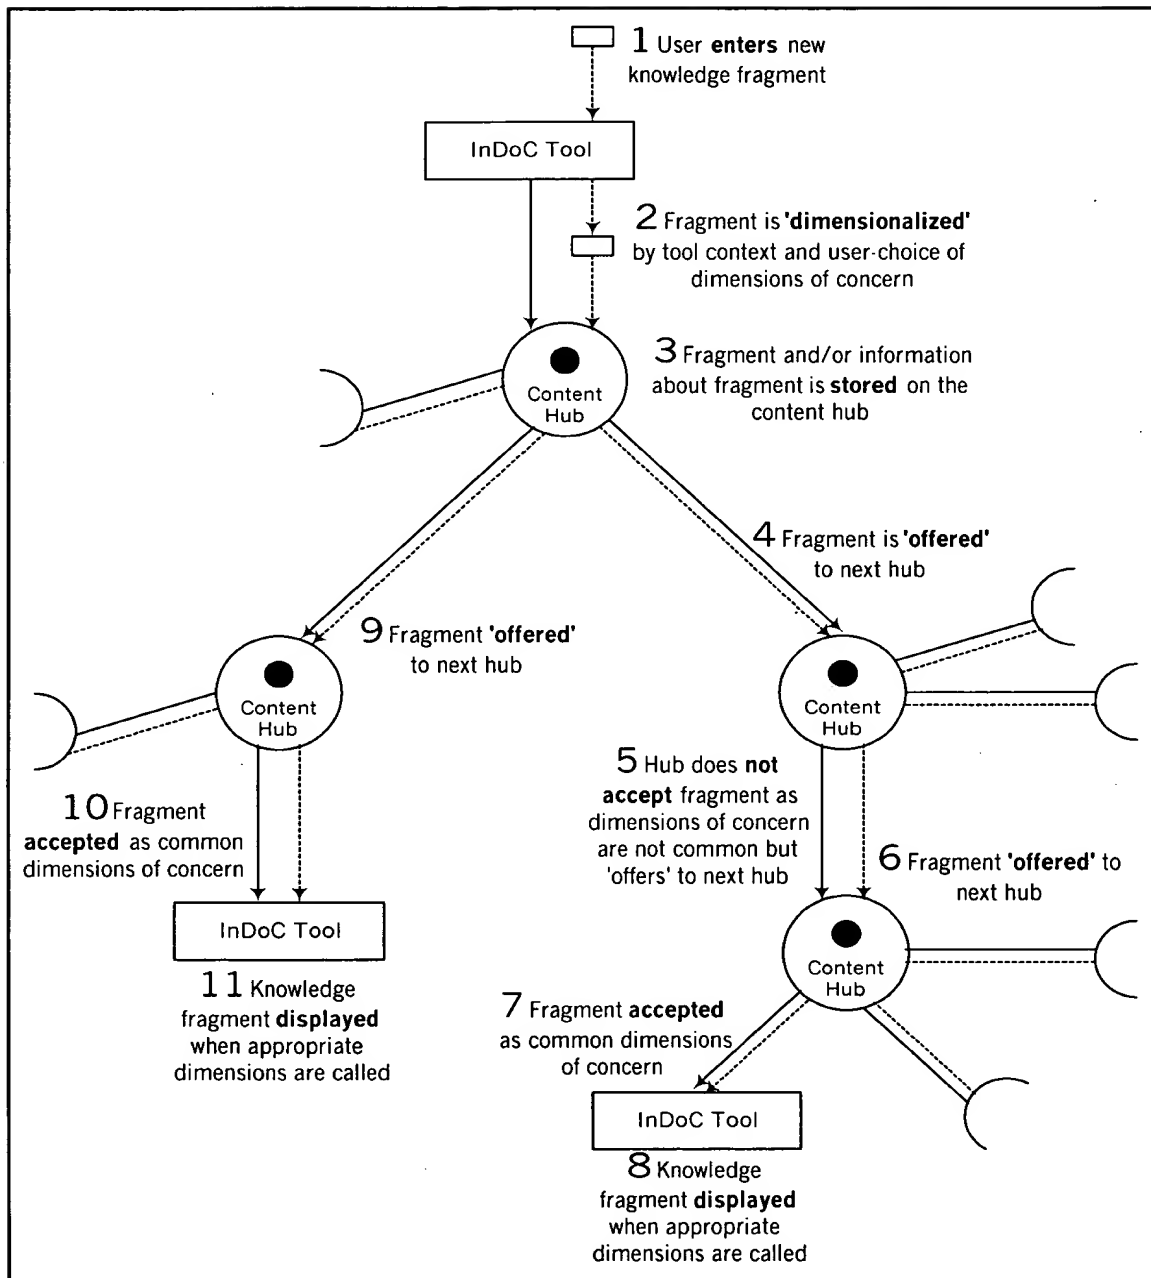 1 User enters new
knowledge fragment
InDoC Tool
2 Fragment is 'dimensionalized'
by tool context and user-choice of
dimensions of concern
3 Fragment and/or information
about fragment is stored on the
content hub
Content
Hub
4 Fragment is 'offered'
to next hub
9 Fragment 'offered'
to next hub
Content
Hub
Content
Hub
5 Hub does not
accept fragment as
dimensions of concern
are not common but
'offers' to next hub
6 Fragment 'offered' to
next hub
10 Fragment
accepted as common
dimensions of concern
InDoC Tool
11 Knowledge
fragment displayed
when appropriate
dimensions are called
Content
Hub
7 Fragment accepted
as common dimensions
of concern
InDoC Tool
8 Knowledge
fragment displayed
when appropriate
dimensions are called